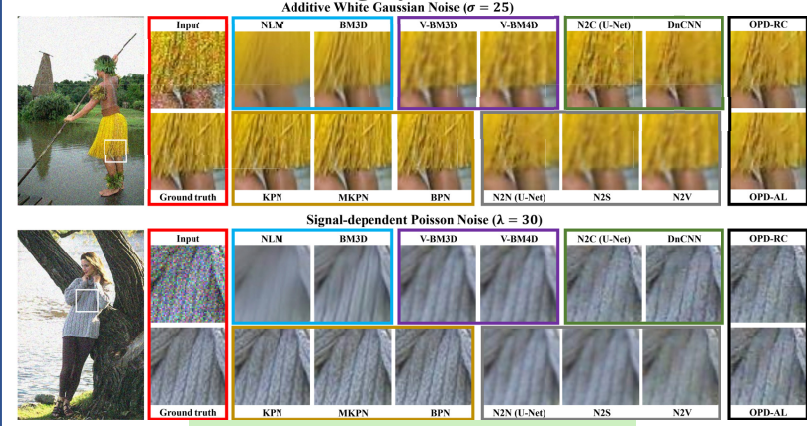 Additive White Gaussian Noise (σ = 25)
Input NLM BM3D V-BM3D V-BM4D N2C (U-Net) DnCNN OPD-RC
Ground truth KPN MKPN BPN N2N (U-Net) N2S N2V OPD-AL
Signal-dependent Poisson Noise (λ = 30)
Input NLM BM3D V-BM3D V-BM4D N2C (U-Net) DnCNN OPD-RC
Ground truth KPN MKPN BPN N2N (U-Net) N2S N2V OPD-AL